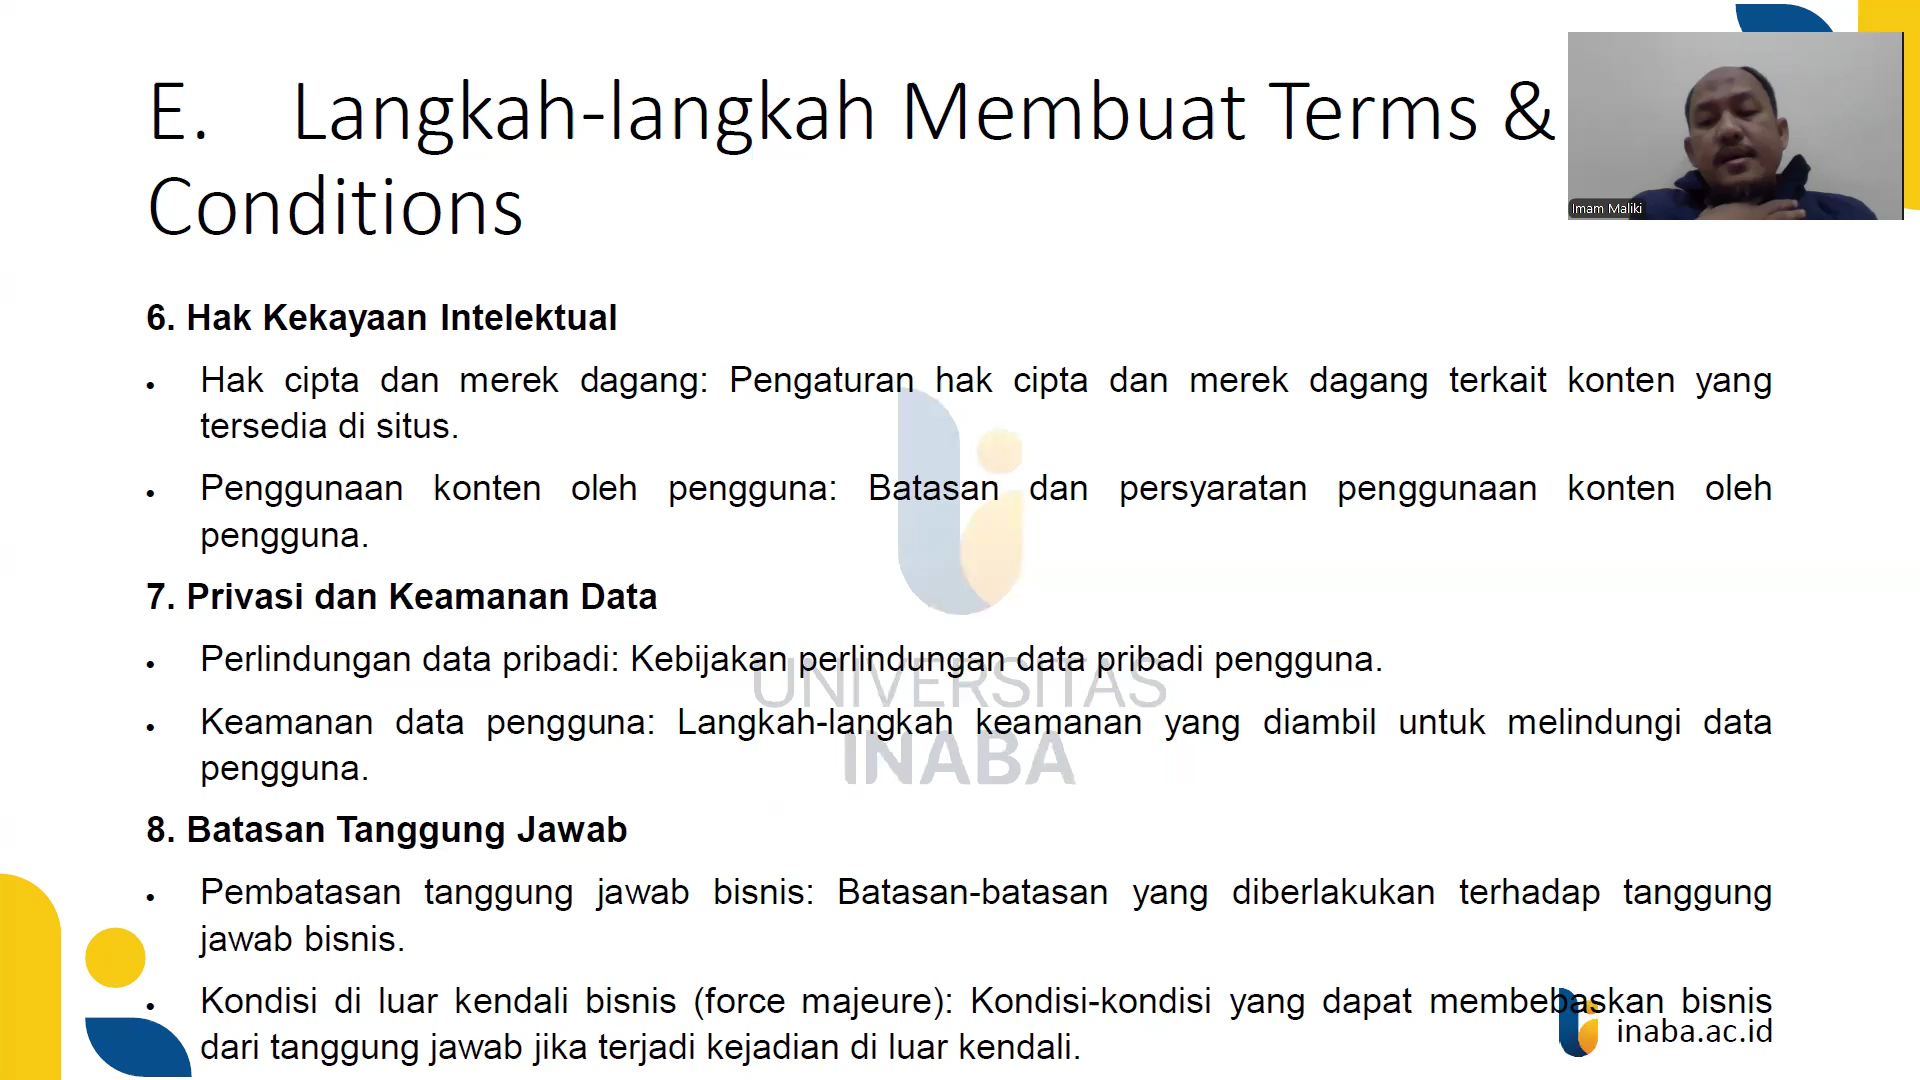 E. Langkah-langkah Membuat Terms &
Conditions
Imam Maliki
6. Hak Kekayaan Intelektual
• Hak cipta dan merek dagang: Pengaturan hak cipta dan merek dagang terkait konten yang
tersedia di situs.
• Penggunaan konten oleh pengguna: Batasan dan persyaratan penggunaan konten oleh
pengguna.
7. Privasi dan Keamanan Data
• Perlindungan data pribadi: Kebijakan perlindungan data pribadi pengguna.
UNIVERSITAS
• Keamanan data pengguna: Langkah-langkah keamanan yang diambil untuk melindungi data
pengguna.
INABA
8. Batasan Tanggung Jawab
• Pembatasan tanggung jawab bisnis: Batasan-batasan yang diberlakukan terhadap tanggung
jawab bisnis.
• Kondisi di luar kendali bisnis (force majeure): Kondisi-kondisi yang dapat membebaskan bisnis
dari tanggung jawab jika terjadi kejadian di luar kendali.
inaba.ac.id